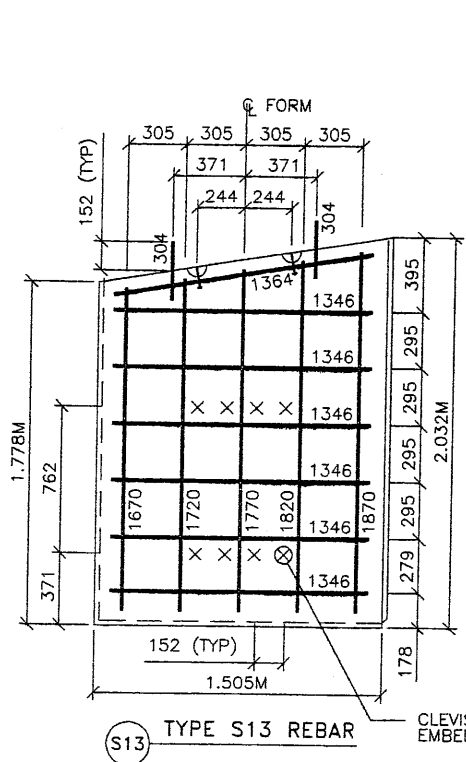 ℄ FORM
305 305 305 305
371 371
244 244
152 (TYP)
304
304
1364
395
1346
295
1346
295
1346
295
1346
295
1346
279
1346
178
1.778M
762
371
2.032M
1670
1720
1770
1820
1870
152 (TYP)
1.505M
S13
TYPE S13 REBAR
CLEVIS
EMBE